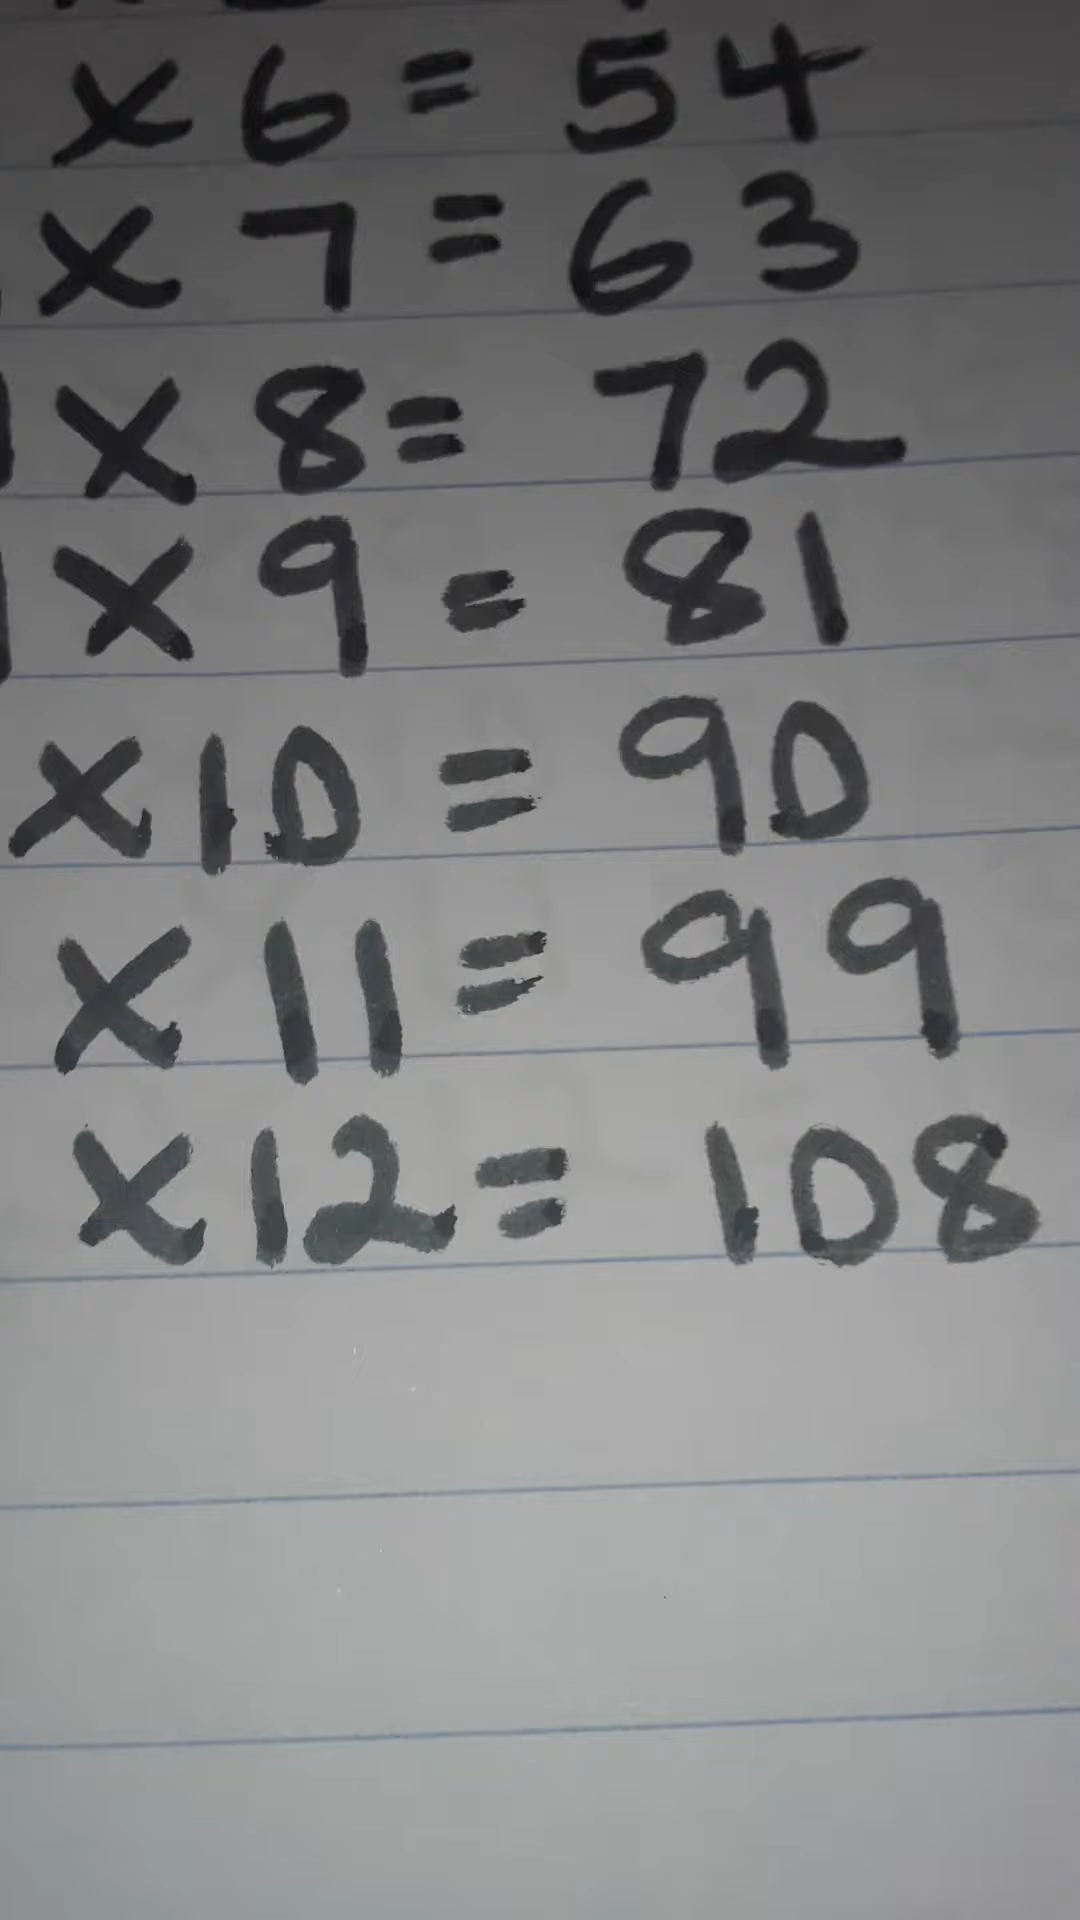 x 6 = 54
x 7 = 63
x 8 = 72
x 9 = 81
x 10 = 90
x 11 = 99
x 12 = 108